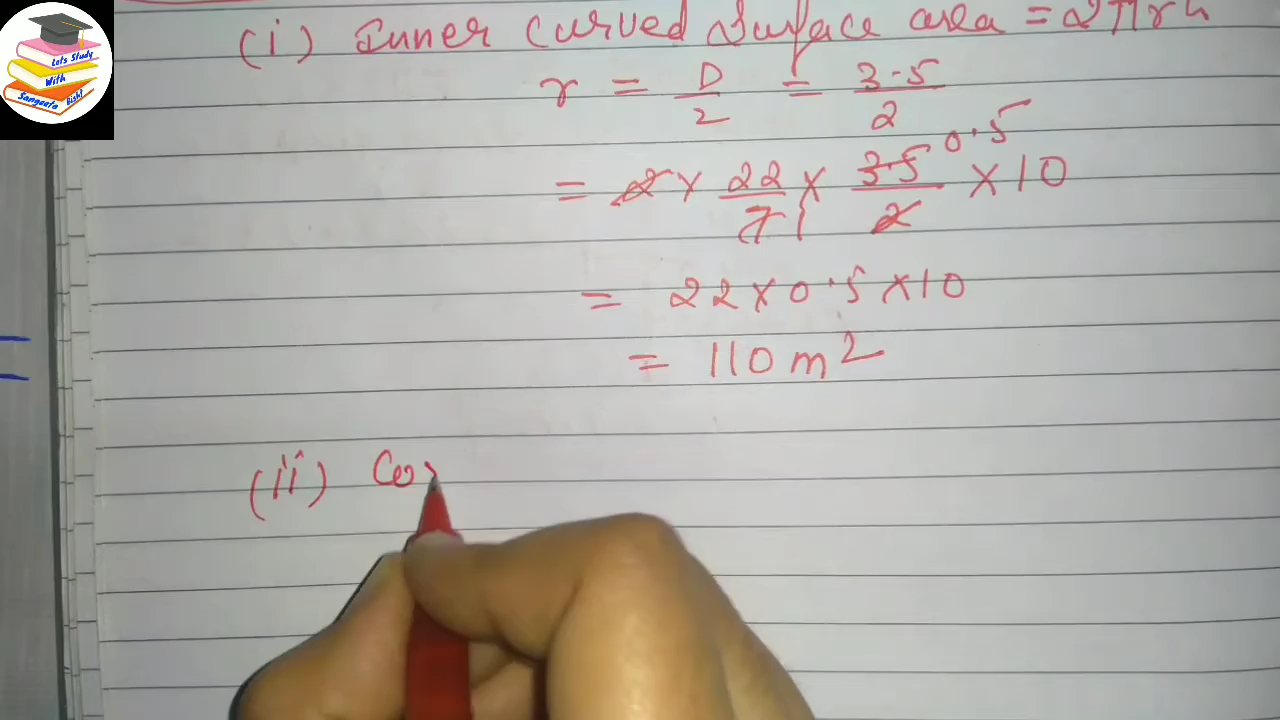 Lets Study
With
Sangeeta Bisht
(i) Inner Curved Surface area = 2πrh
r = D/2 = 3.5/2
= 2 × 22/7 1 × 3.5/2 0.5 × 10
= 22 × 0.5 × 10
= 110 m²
(ii) Co